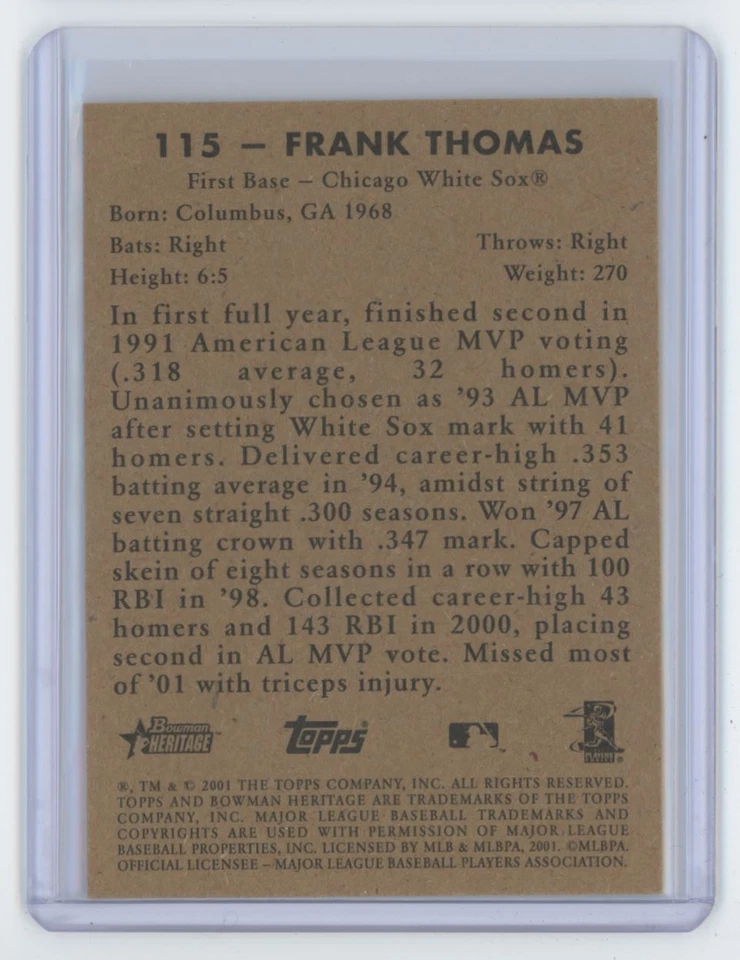 115 – FRANK THOMAS
First Base – Chicago White Sox®
Born: Columbus, GA 1968
Bats: Right Throws: Right
Height: 6:5 Weight: 270
In first full year, finished second in
1991 American League MVP voting
(.318 average, 32 homers).
Unanimously chosen as '93 AL MVP
after setting White Sox mark with 41
homers. Delivered career-high .353
batting average in '94, amidst string of
seven straight .300 seasons. Won '97 AL
batting crown with .347 mark. Capped
skein of eight seasons in a row with 100
RBI in '98. Collected career-high 43
homers and 143 RBI in 2000, placing
second in AL MVP vote. Missed most
of '01 with triceps injury.
Bowman
HERITAGE
Topps®
PLAYERS
®, TM & © 2001 THE TOPPS COMPANY, INC. ALL RIGHTS RESERVED.
TOPPS AND BOWMAN HERITAGE ARE TRADEMARKS OF THE TOPPS
COMPANY, INC. MAJOR LEAGUE BASEBALL TRADEMARKS AND
COPYRIGHTS ARE USED WITH PERMISSION OF MAJOR LEAGUE
BASEBALL PROPERTIES, INC. LICENSED BY MLB & MLBPA, 2001. ©MLBPA.
OFFICIAL LICENSEE – MAJOR LEAGUE BASEBALL PLAYERS ASSOCIATION.